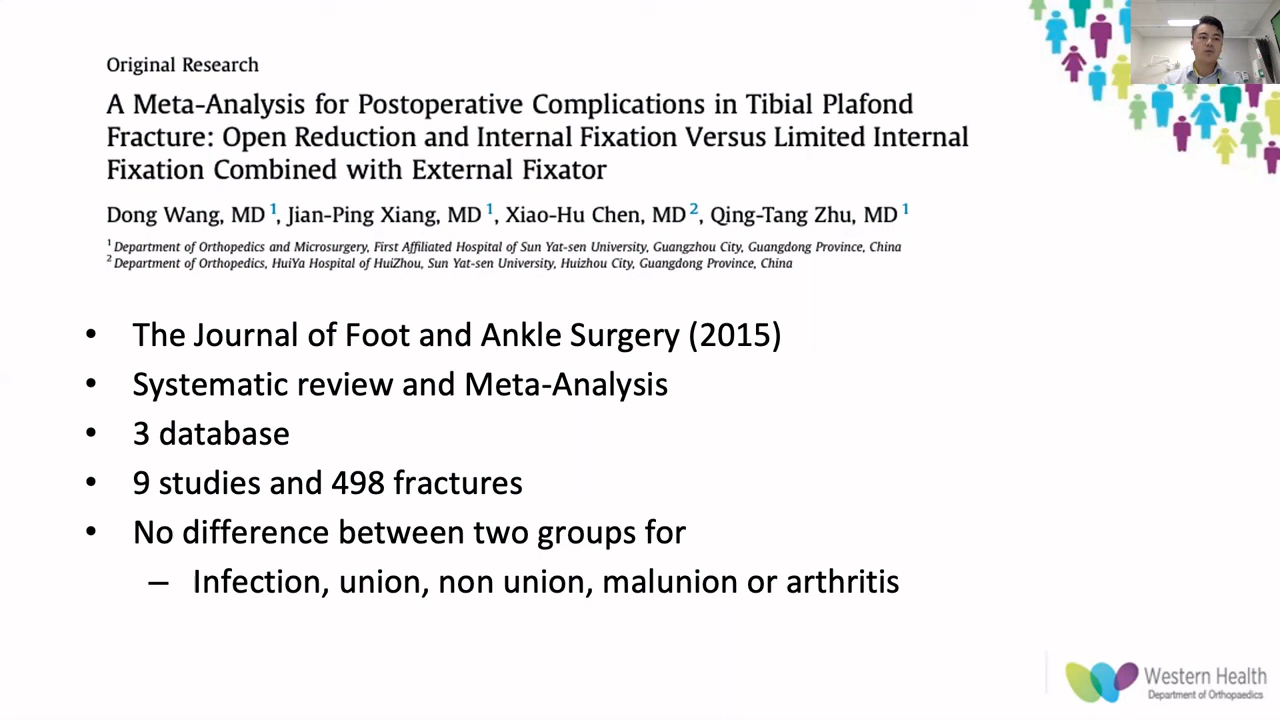 Original Research
A Meta-Analysis for Postoperative Complications in Tibial Plafond
Fracture: Open Reduction and Internal Fixation Versus Limited Internal
Fixation Combined with External Fixator
Dong Wang, MD 1, Jian-Ping Xiang, MD 1, Xiao-Hu Chen, MD 2, Qing-Tang Zhu, MD 1
1 Department of Orthopedics and Microsurgery, First Affiliated Hospital of Sun Yat-sen University, Guangzhou City, Guangdong Province, China
2 Department of Orthopedics, HuiYa Hospital of HuiZhou, Sun Yat-sen University, Huizhou City, Guangdong Province, China
• The Journal of Foot and Ankle Surgery (2015)
• Systematic review and Meta-Analysis
• 3 database
• 9 studies and 498 fractures
• No difference between two groups for
– Infection, union, non union, malunion or arthritis
Western Health
Department of Orthopaedics